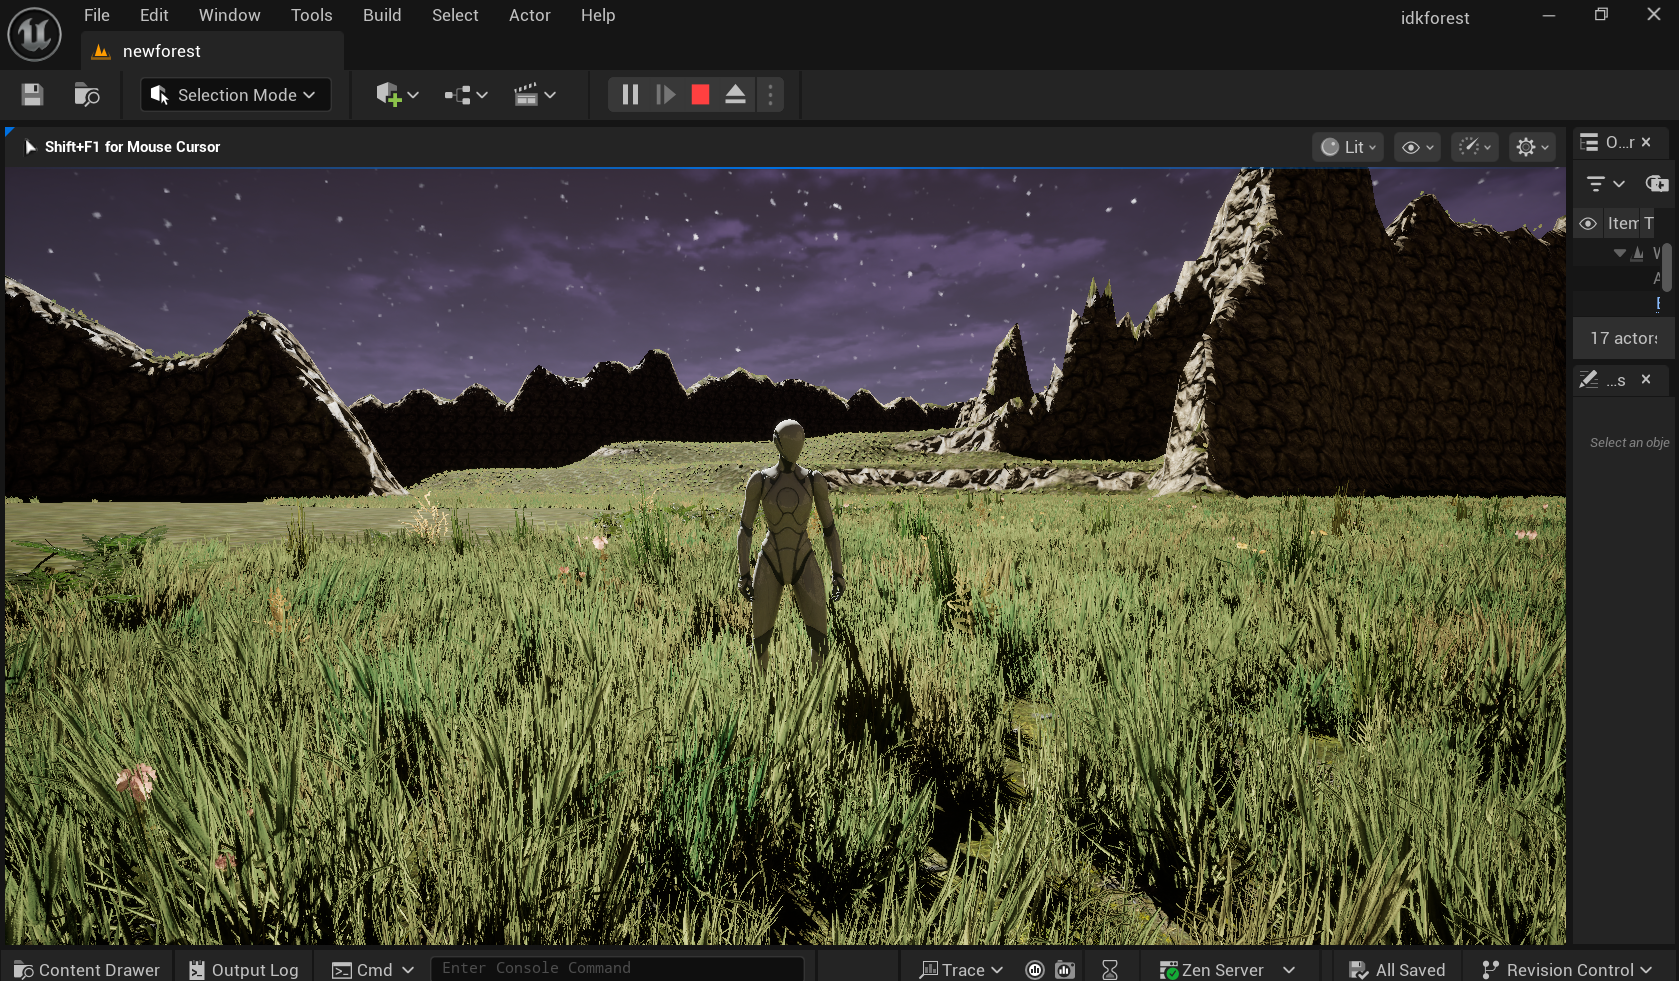 File Edit Window Tools Build Select Actor Help
idkforest
newforest
Selection Mode
Shift+F1 for Mouse Cursor
Lit
O...r
Item T
17 actors
...s
Select an obje
Content Drawer
Output Log
Cmd
Enter Console Command
Trace
Zen Server
All Saved
Revision Control